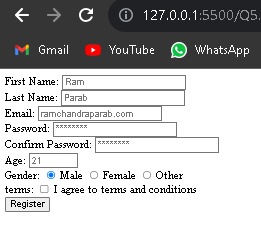 127.0.0.1:5500/Q5.
Gmail YouTube WhatsApp
First Name: Ram
Last Name: Parab
Email: ramchandraparab.com
Password: ********
Confirm Password: ********
Age: 21
Gender: Male Female Other
terms: I agree to terms and conditions
Register